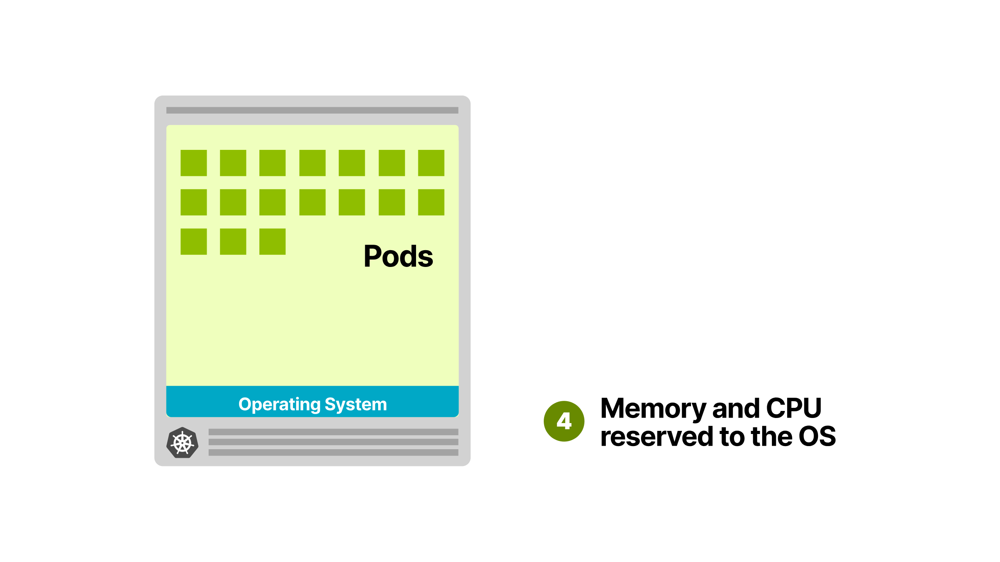 Pods
Operating System
4
Memory and CPU
reserved to the OS